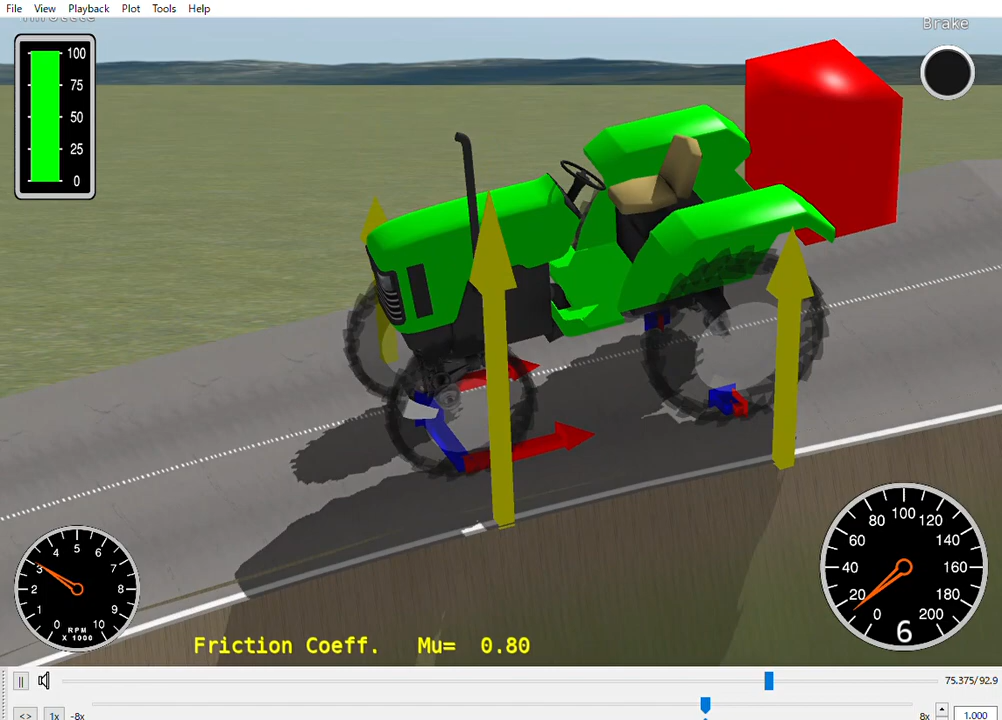 File View Playback Plot Tools Help
Throttle
Brake
100
75
50
25
0
0 1 2 3 4 5 6 7 8 9 10
RPM
X 1000
0 20 40 60 80 100 120 140 160 180 200
6
Friction Coeff. Mu= 0.80
75.375/92.9
<> 1x -8x 8x 1.000